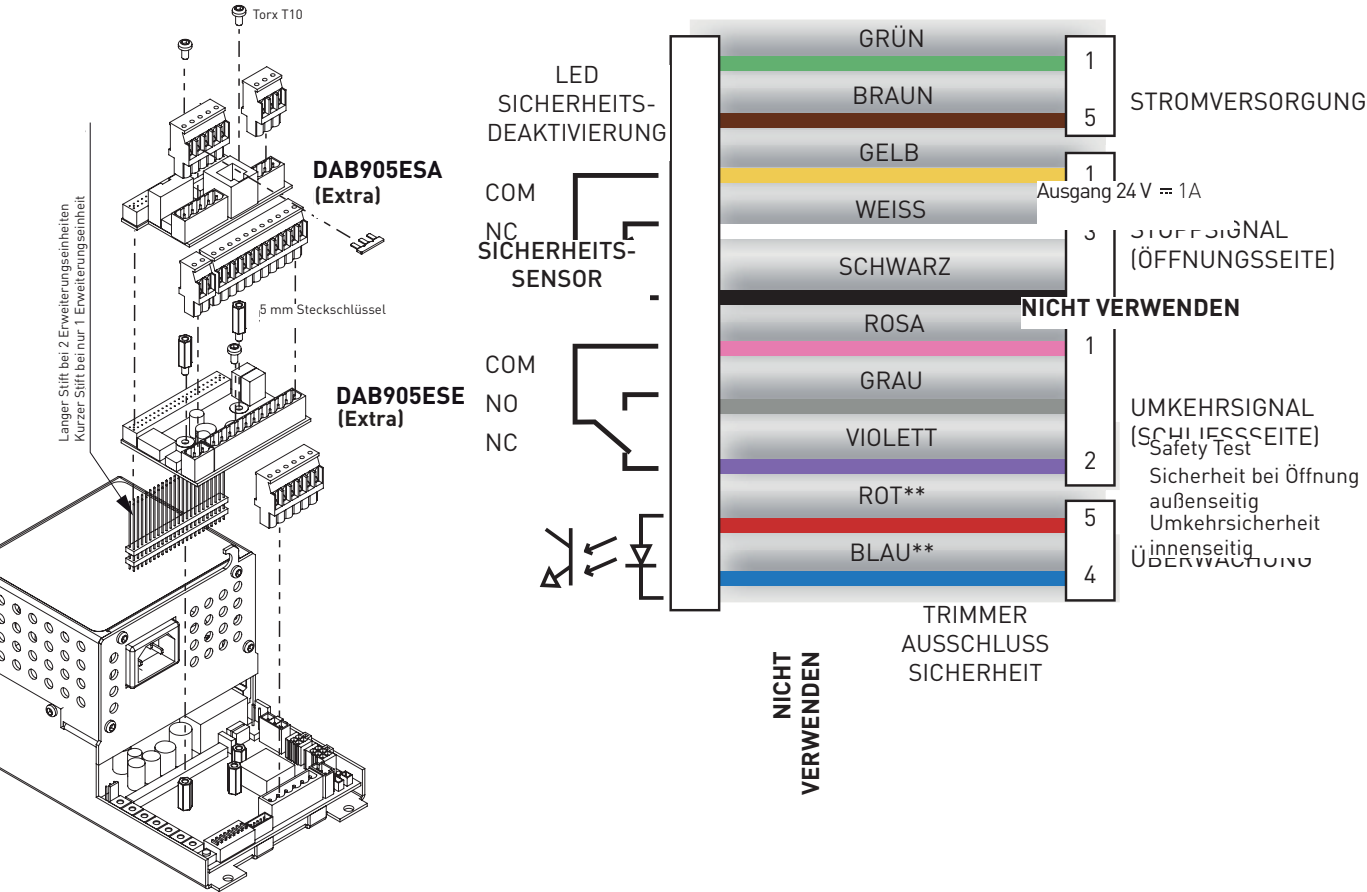 Torx T10
DAB905ESA
(Extra)
5 mm Steckschlüssel
Langer Stift bei 2 Erweiterungseinheiten
Kurzer Stift bei nur 1 Erweiterungseinheit
DAB905ESE
(Extra)
LED
SICHERHEITS-
DEAKTIVIERUNG
COM
NC
SICHERHEITS-
SENSOR
COM
NO
NC
GRÜN
1
BRAUN
5
STROMVERSORGUNG
GELB
1
Ausgang 24 V ⎓ 1A
WEISS
3
STOPPSIGNAL
(ÖFFNUNGSSEITE)
SCHWARZ
NICHT VERWENDEN
ROSA
1
GRAU
UMKEHRSIGNAL
(SCHLIESSSEITE)
VIOLETT
2
Safety Test
Sicherheit bei Öffnung
außenseitig
Umkehrsicherheit
innenseitig
ROT**
5
BLAU**
4
ÜBERWACHUNG
TRIMMER
AUSSCHLUSS
SICHERHEIT
NICHT
VERWENDEN